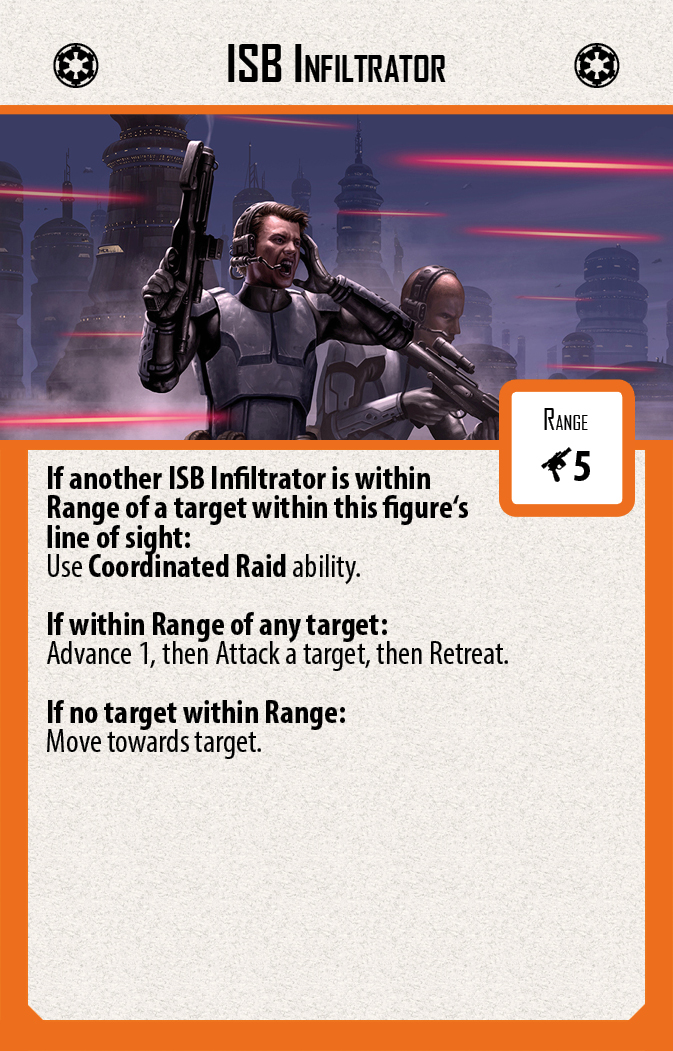 ISB Infiltrator
Range
5
If another ISB Infiltrator is within
Range of a target within this figure‘s
line of sight:
Use Coordinated Raid ability.
If within Range of any target:
Advance 1, then Attack a target, then Retreat.
If no target within Range:
Move towards target.